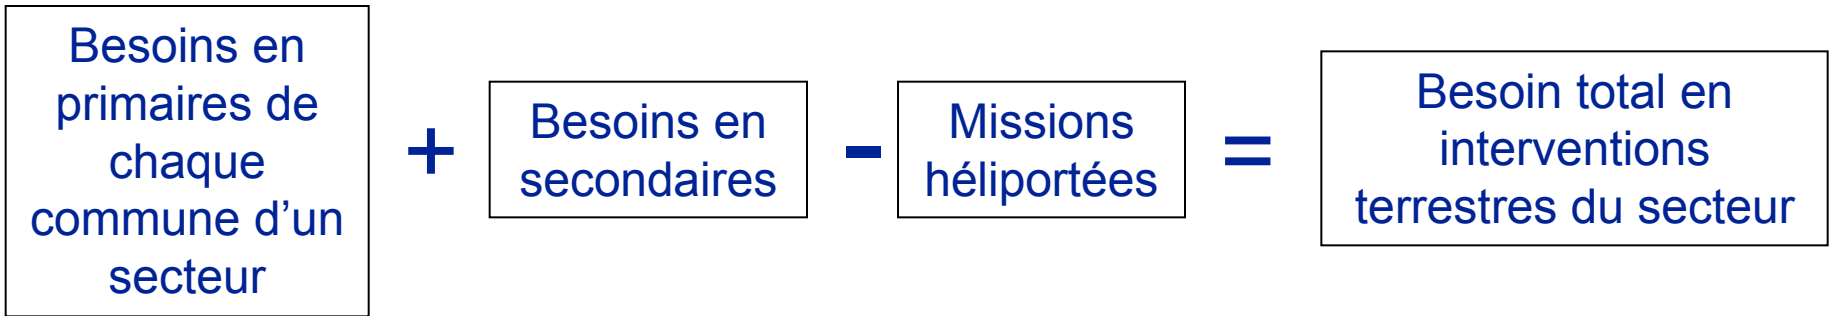 Besoins en
primaires de
chaque
commune d’un
secteur
+
Besoins en
secondaires
-
Missions
héliportées
=
Besoin total en
interventions
terrestres du secteur